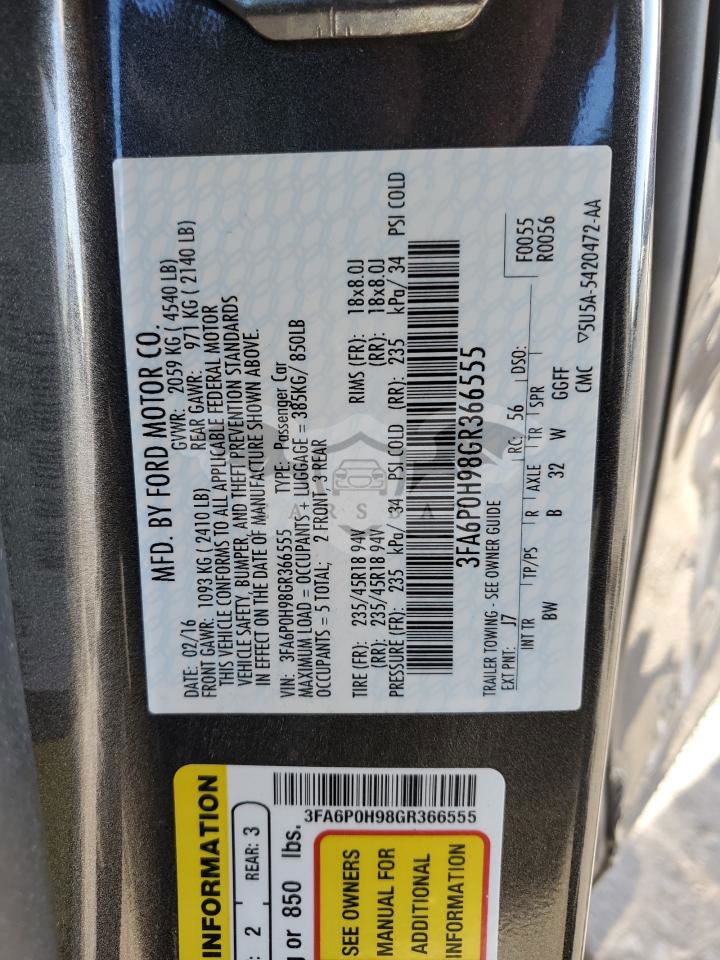 MFD. BY FORD MOTOR CO.
DATE: 02/16 GVWR: 2059 KG ( 4540 LB)
FRONT GAWR: 1093 KG ( 2410 LB) REAR GAWR: 971 KG ( 2140 LB)
THIS VEHICLE CONFORMS TO ALL APPLICABLE FEDERAL MOTOR
VEHICLE SAFETY, BUMPER, AND THEFT PREVENTION STANDARDS
IN EFFECT ON THE DATE OF MANUFACTURE SHOWN ABOVE.
VIN: 3FA6P0H98GR366555 TYPE: Passenger Car
MAXIMUM LOAD = OCCUPANTS + LUGGAGE = 385KG/ 850LB
OCCUPANTS = 5 TOTAL; 2 FRONT, 3 REAR
TIRE (FR): 235/45R18 94V RIMS (FR): 18x8.0J
(RR): 235/45R18 94V (RR): 18x8.0J
PRESSURE (FR): 235 kPa/ 34 PSI COLD (RR): 235 kPa/ 34 PSI COLD
3FA6P0H98GR366555
TRAILER TOWING - SEE OWNER GUIDE
EXT PNT: J7 RC: 56 DSO: F0055
R0056
INT TR TP/PS R AXLE TR SPR
BW B 32 W GGFF
CMC 5U5A-5420472-AA
3FA6P0H98GR366555
INFORMATION
: 2 REAR: 3
or 850 lbs.
SEE OWNERS
MANUAL FOR
ADDITIONAL
INFORMATION